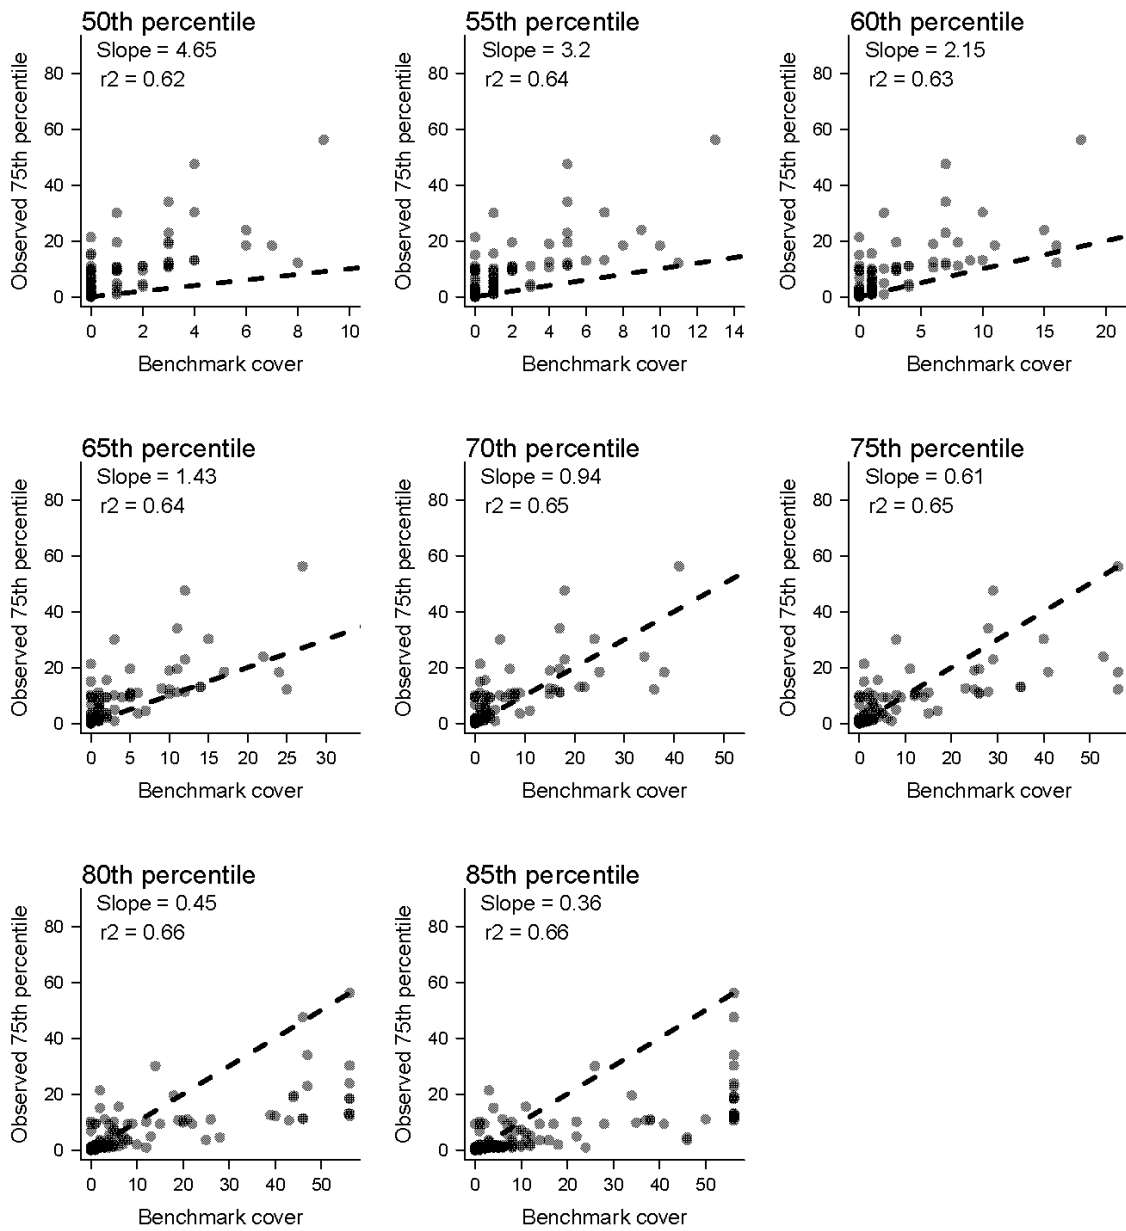 50th percentile
Slope = 4.65
r2 = 0.62
80
60
40
20
0
Observed 75th percentile
0 2 4 6 8 10
Benchmark cover
55th percentile
Slope = 3.2
r2 = 0.64
80
60
40
20
0
Observed 75th percentile
0 2 4 6 8 10 12 14
Benchmark cover
60th percentile
Slope = 2.15
r2 = 0.63
80
60
40
20
0
Observed 75th percentile
0 5 10 15 20
Benchmark cover
65th percentile
Slope = 1.43
r2 = 0.64
80
60
40
20
0
Observed 75th percentile
0 5 10 15 20 25 30
Benchmark cover
70th percentile
Slope = 0.94
r2 = 0.65
80
60
40
20
0
Observed 75th percentile
0 10 20 30 40 50
Benchmark cover
75th percentile
Slope = 0.61
r2 = 0.65
80
60
40
20
0
Observed 75th percentile
0 10 20 30 40 50
Benchmark cover
80th percentile
Slope = 0.45
r2 = 0.66
80
60
40
20
0
Observed 75th percentile
0 10 20 30 40 50
Benchmark cover
85th percentile
Slope = 0.36
r2 = 0.66
80
60
40
20
0
Observed 75th percentile
0 10 20 30 40 50
Benchmark cover